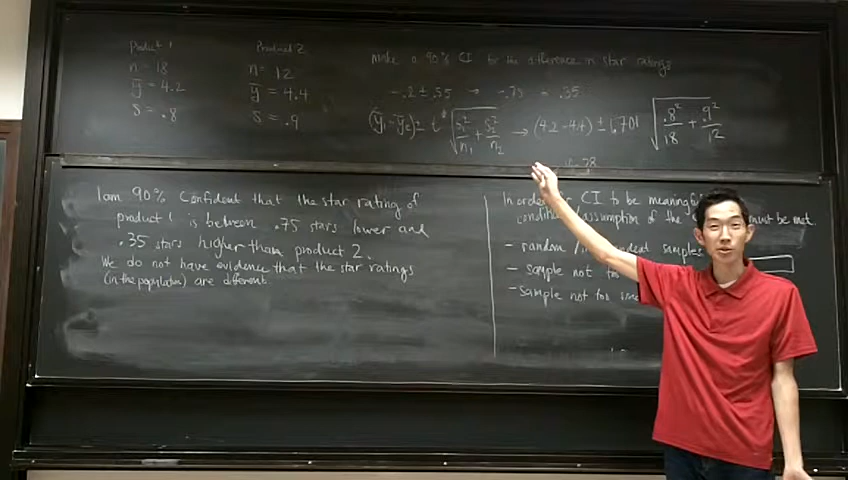 Product 1
n = 18
ȳ = 4.2
s = .8
Product 2
n = 12
ȳ = 4.4
s = .9
make a 90% CI for the difference in star ratings
-.2 ± .55 → -.75 .35
(ȳ1-ȳ2) ± t* √(s1²/n1 + s2²/n2) → (4.2-4.4) ± 1.701 √(.8²/18 + .9²/12)
28
I am 90% Confident that the star rating of
product 1 is between .75 stars lower and
.35 stars higher than product 2.
We do not have evidence that the star ratings
(in the population) are different.
In order for CI to be meaningful
condition/assumption of the must be met.
- random / samples
- sample not too
- sample not too